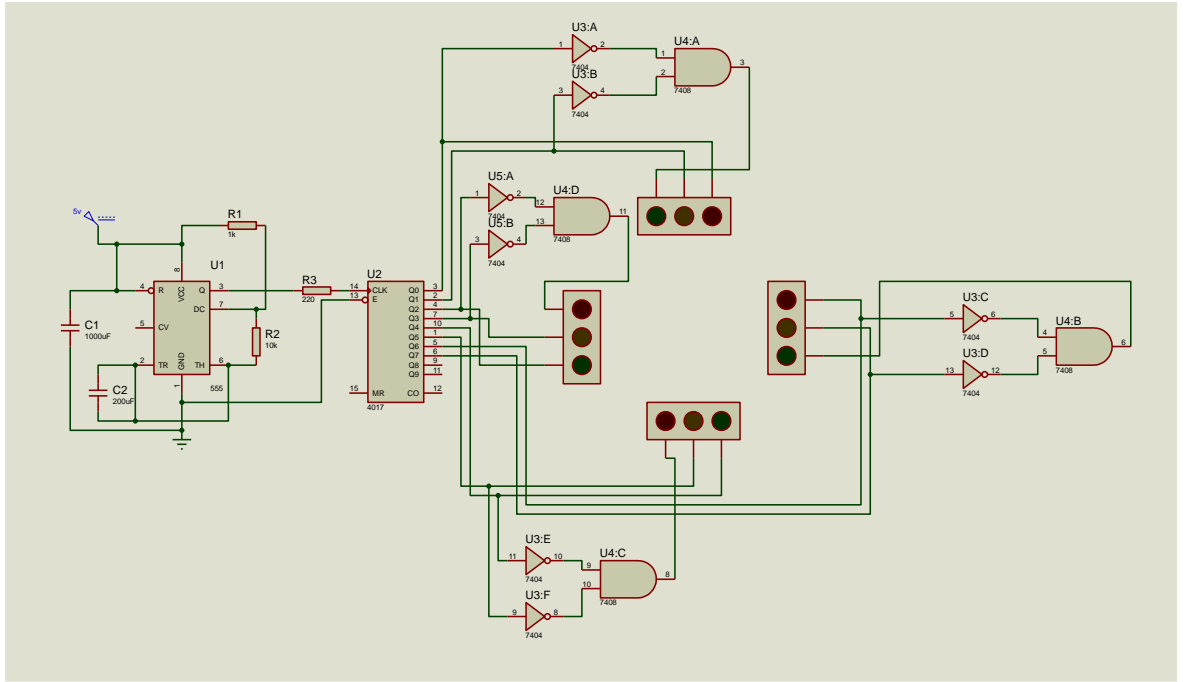 U3:A
1
2
7404
U4:A
1
2
3
7408
U3:B
3
4
7404
U5:A
1
2
7404
U4:D
12
13
11
7408
U5:B
3
4
7404
5v
R1
1k
U1
8
VCC
4
R
Q
3
DC
7
5
CV
2
TR
GND
TH
6
1
555
C1
1000uF
C2
200uF
R2
10k
R3
220
U2
14
CLK
13
E
15
MR
Q0
3
Q1
2
Q2
4
Q3
7
Q4
10
Q5
1
Q6
5
Q7
6
Q8
9
Q9
11
CO
12
4017
U3:C
5
6
7404
U4:B
4
5
6
7408
U3:D
13
12
7404
U3:E
11
10
7404
U4:C
9
10
8
7408
U3:F
9
8
7404